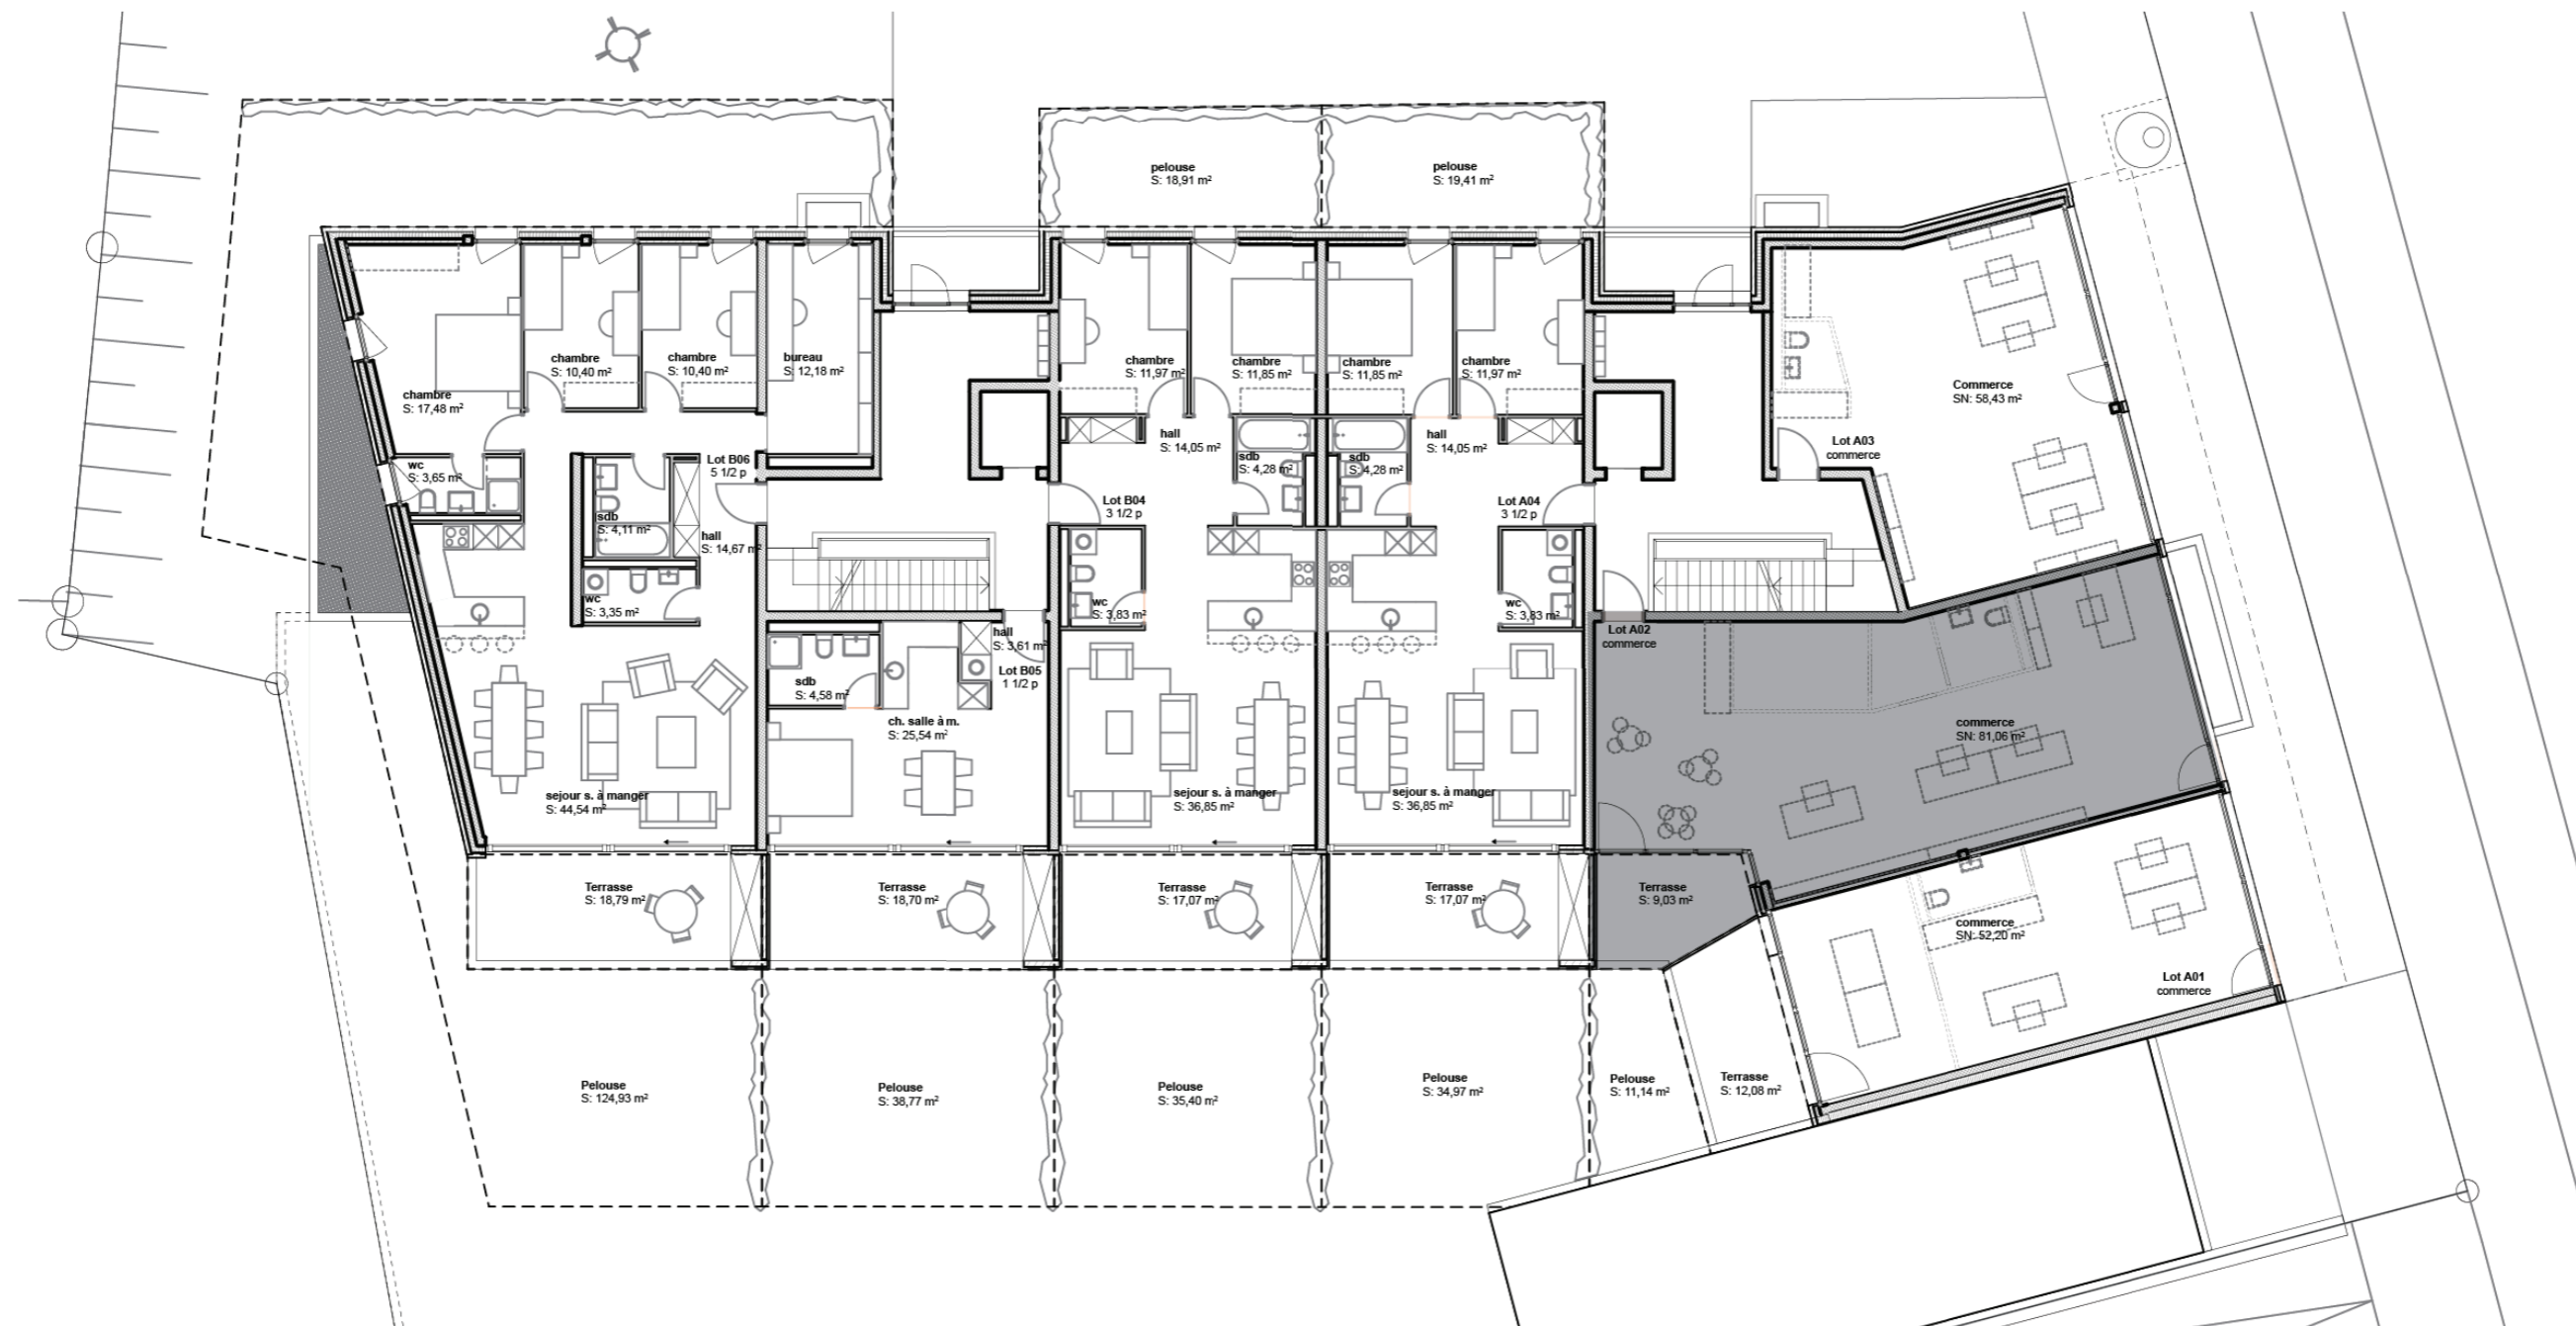 pelouse
S: 18,91 m²
pelouse
S: 19,41 m²
chambre
S: 17,48 m²
chambre
S: 10,40 m²
chambre
S: 10,40 m²
bureau
S: 12,18 m²
chambre
S: 11,97 m²
chambre
S: 11,85 m²
chambre
S: 11,85 m²
chambre
S: 11,97 m²
Commerce
SN: 58,43 m²
Lot A03
commerce
wc
S: 3,65 m²
Lot B06
5 1/2 p
hall
S: 14,05 m²
sdb
S: 4,28 m²
sdb
S: 4,28 m²
hall
S: 14,05 m²
sdb
S: 4,11 m²
hall
S: 14,67 m²
Lot B04
3 1/2 p
Lot A04
3 1/2 p
wc
S: 3,35 m²
wc
S: 3,83 m²
wc
S: 3,83 m²
hall
S: 3,61 m²
Lot B05
1 1/2 p
Lot A02
commerce
sdb
S: 4,58 m²
ch. salle à m.
S: 25,54 m²
commerce
SN: 81,06 m²
sejour s. à manger
S: 44,54 m²
sejour s. à manger
S: 36,85 m²
sejour s. à manger
S: 36,85 m²
Terrasse
S: 18,79 m²
Terrasse
S: 18,70 m²
Terrasse
S: 17,07 m²
Terrasse
S: 17,07 m²
Terrasse
S: 9,03 m²
commerce
SN: 52,20 m²
Lot A01
commerce
Pelouse
S: 124,93 m²
Pelouse
S: 38,77 m²
Pelouse
S: 35,40 m²
Pelouse
S: 34,97 m²
Pelouse
S: 11,14 m²
Terrasse
S: 12,08 m²